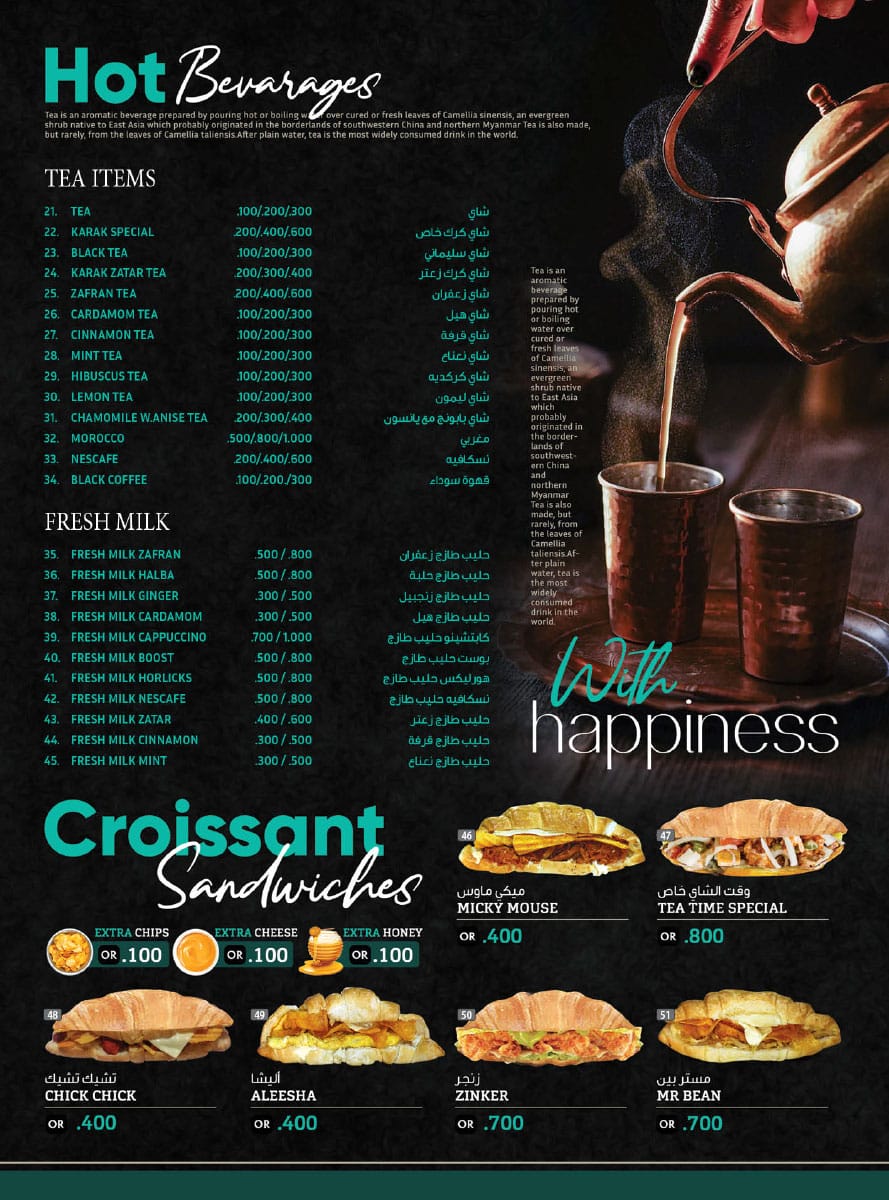 Hot Bevarages
Tea is an aromatic beverage prepared by pouring hot or boiling over cured or fresh leaves of Camellia sinensis, an evergreen
shrub native to East Asia which probably originated in the borderlands of southwestern China and northern Myanmar Tea is also made,
but rarely, from the leaves of Camellia taliensis.After plain water, tea is the most widely consumed drink in the world.
TEA ITEMS
21. TEA .100/.200/.300 شاي
22. KARAK SPECIAL .200/.400/.600 شاي كرك خاص
23. BLACK TEA .100/.200/.300 شاي سليماني
24. KARAK ZATAR TEA .200/.300/.400 شاي كرك زعتر
25. ZAFRAN TEA .200/.400/.600 شاي زعفران
26. CARDAMOM TEA .100/.200/.300 شاي هيل
27. CINNAMON TEA .100/.200/.300 شاي قرفة
28. MINT TEA .100/.200/.300 شاي نعناع
29. HIBUSCUS TEA .100/.200/.300 شاي كركديه
30. LEMON TEA .100/.200/.300 شاي ليمون
31. CHAMOMILE W.ANISE TEA .200/.300/.400 شاي بابونج مع يانسون
32. MOROCCO .500/.800/1.000 مغربي
33. NESCAFE .200/.400/.600 نسكافيه
34. BLACK COFFEE .100/.200/.300 قهوة سوداء
FRESH MILK
35. FRESH MILK ZAFRAN .500 / .800 حليب طازج زعفران
36. FRESH MILK HALBA .500 / .800 حليب طازج حلبة
37. FRESH MILK GINGER .300 / .500 حليب طازج زنجبيل
38. FRESH MILK CARDAMOM .300 / .500 حليب طازج هيل
39. FRESH MILK CAPPUCCINO .700 / 1.000 كابتشينو حليب طازج
40. FRESH MILK BOOST .500 / .800 بوست حليب طازج
41. FRESH MILK HORLICKS .500 / .800 هورليكس حليب طازج
42. FRESH MILK NESCAFE .500 / .800 نسكافيه حليب طازج
43. FRESH MILK ZATAR .400 / .600 حليب طازج زعتر
44. FRESH MILK CINNAMON .300 / .500 حليب طازج قرفة
45. FRESH MILK MINT .300 / .500 حليب طازج نعناع
Tea is an
aromatic
beverage
prepared by
pouring hot
or boiling
water over
cured or
fresh leaves
of Camellia
sinensis, an
evergreen
shrub native
to East Asia
which
probably
originated in
the border-
lands of
southwest-
ern China
and
northern
Myanmar
Tea is also
made, but
rarely, from
the leaves of
Camellia
taliensis.Af-
ter plain
water, tea is
the most
widely
consumed
drink in the
world.
With
happiness
Croissant
Sandwiches
EXTRA CHIPS
OR .100
EXTRA CHEESE
OR .100
EXTRA HONEY
OR .100
46
ميكي ماوس
MICKY MOUSE
OR .400
47
وقت الشاي خاص
TEA TIME SPECIAL
OR .800
48
تشيك تشيك
CHICK CHICK
OR .400
49
أليشا
ALEESHA
OR .400
50
زنجر
ZINKER
OR .700
51
مستر بين
MR BEAN
OR .700